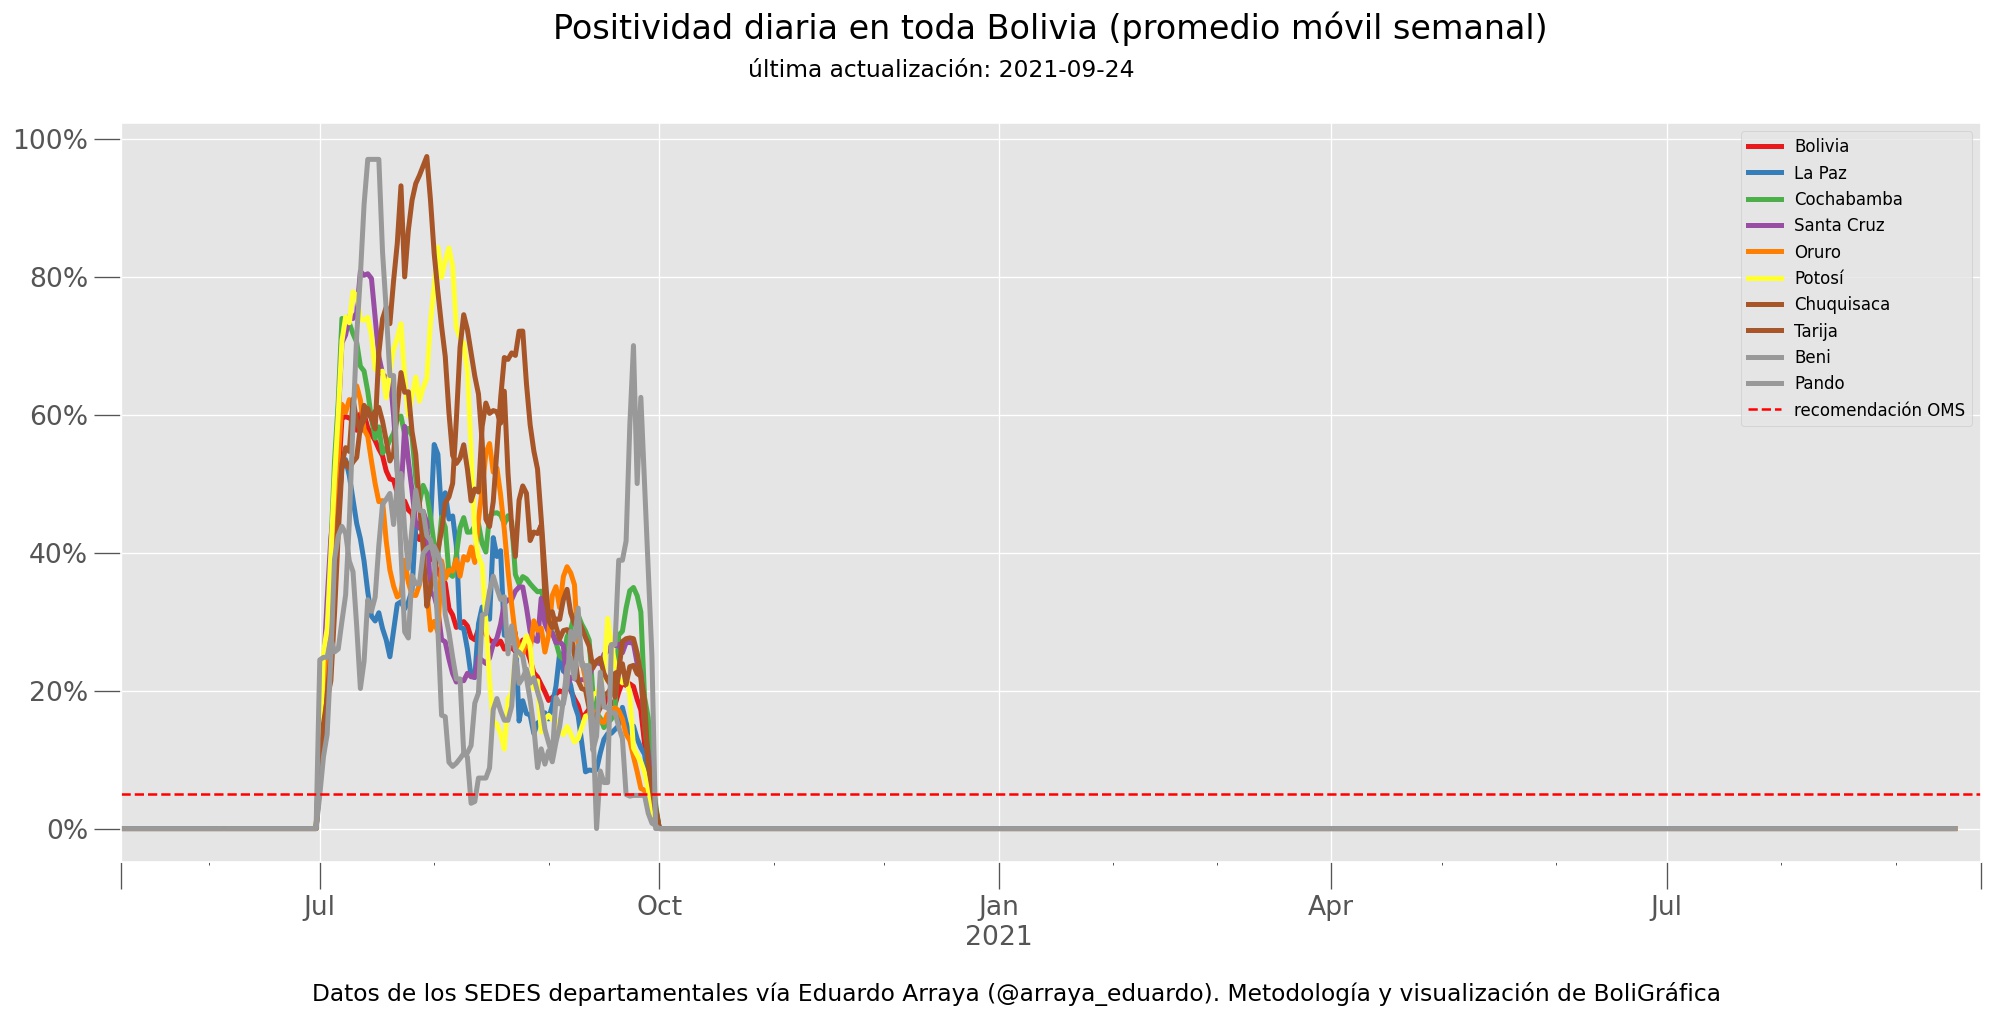 Positividad diaria en toda Bolivia (promedio móvil semanal)
última actualización: 2021-09-24
100%
80%
60%
40%
20%
0%
Bolivia
La Paz
Cochabamba
Santa Cruz
Oruro
Potosí
Chuquisaca
Tarija
Beni
Pando
recomendación OMS
Jul
Oct
Jan
2021
Apr
Jul
Datos de los SEDES departamentales vía Eduardo Arraya (@arraya_eduardo). Metodología y visualización de BoliGráfica